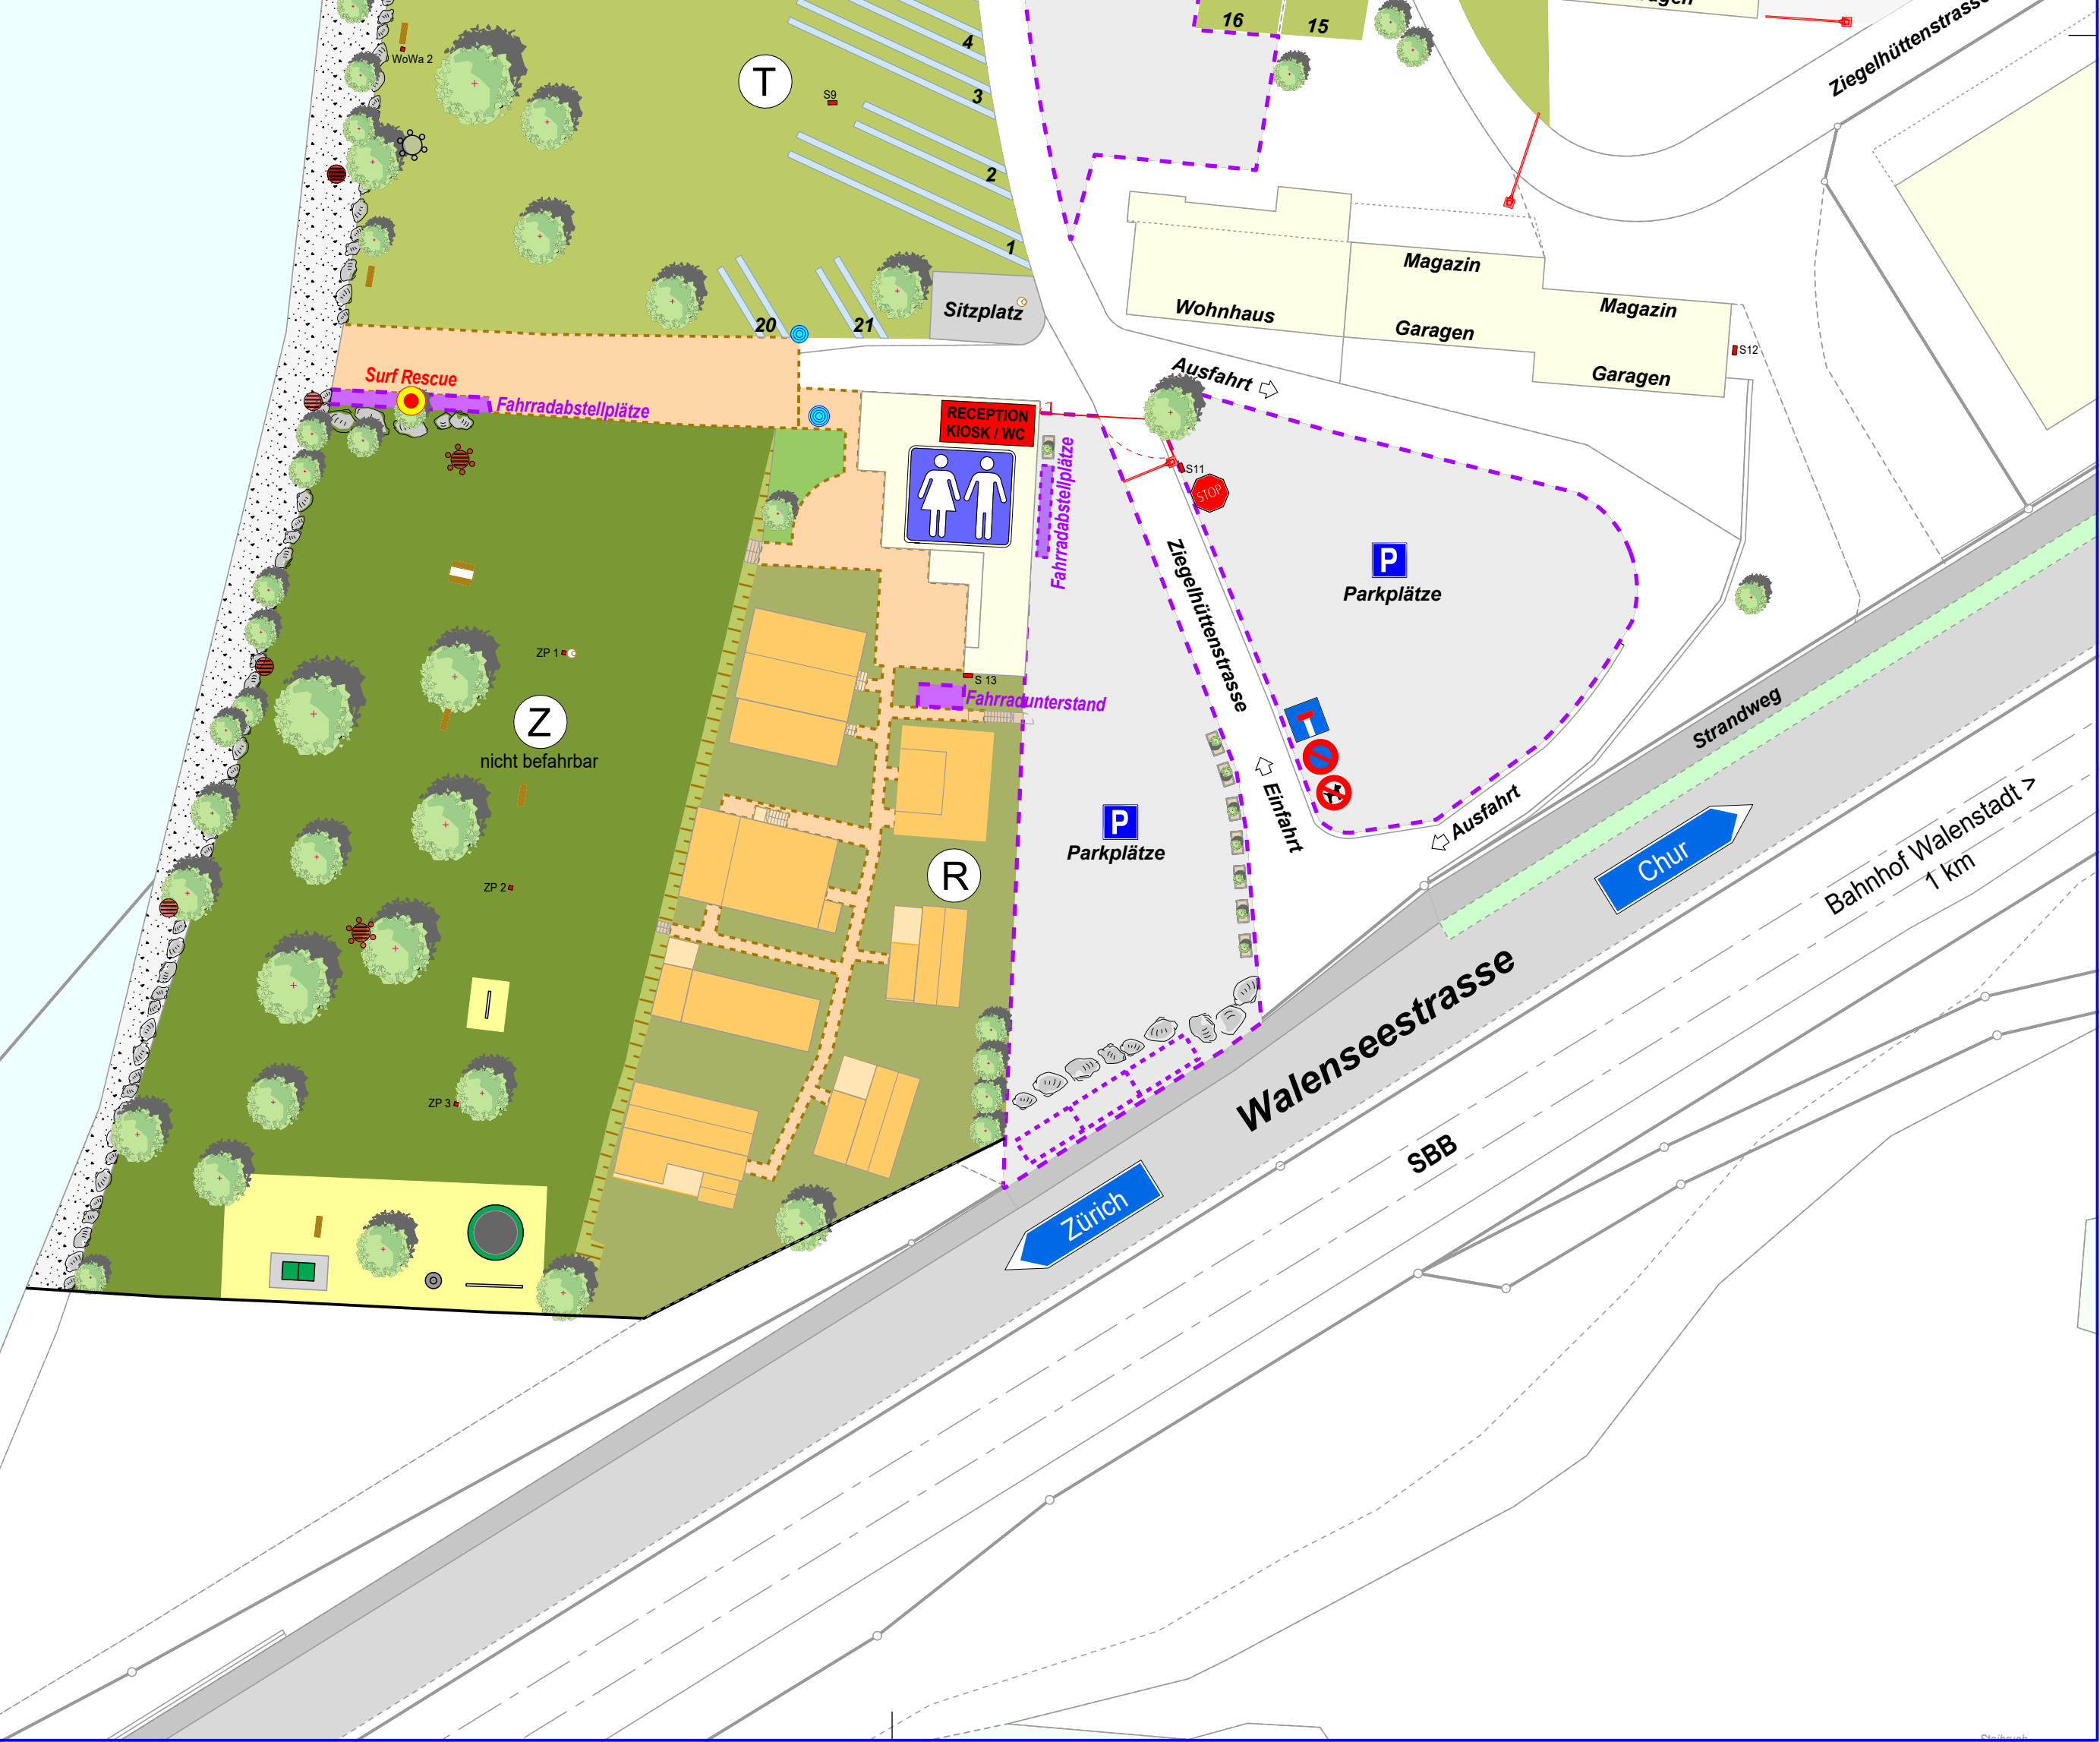 16
15
Ziegelhüttenstrasse
WoWa 2
T
S9
4
3
2
1
Magazin
Magazin
Wohnhaus
Garagen
Garagen
Sitzplatz
20
21
S12
Surf Rescue
Fahrradabstellplätze
Ausfahrt
RECEPTION
KIOSK / WC
Fahrradabstellplätze
S11
STOP
P
Parkplätze
Ziegelhüttenstrasse
ZP 1
Z
nicht befahrbar
S 13
Fahrradunterstand
Strandweg
P
Parkplätze
Einfahrt
Ausfahrt
Chur
Bahnhof Walenstadt >
1 km
R
ZP 2
Walenseestrasse
ZP 3
SBB
Zürich